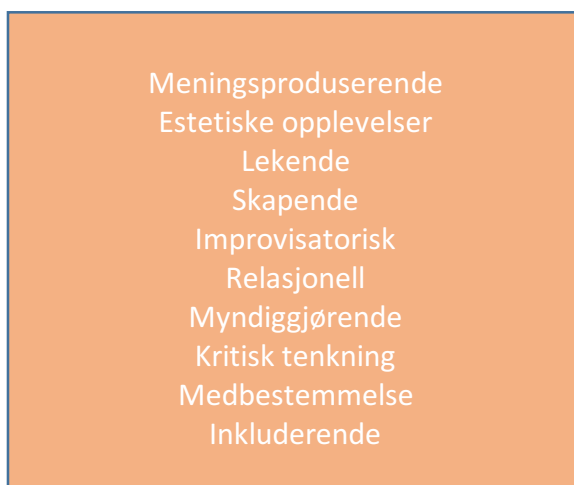 Meningsproduserende
Estetiske opplevelser
Lekende
Skapende
Improvisatorisk
Relasjonell
Myndiggjørende
Kritisk tenkning
Medbestemmelse
Inkluderende